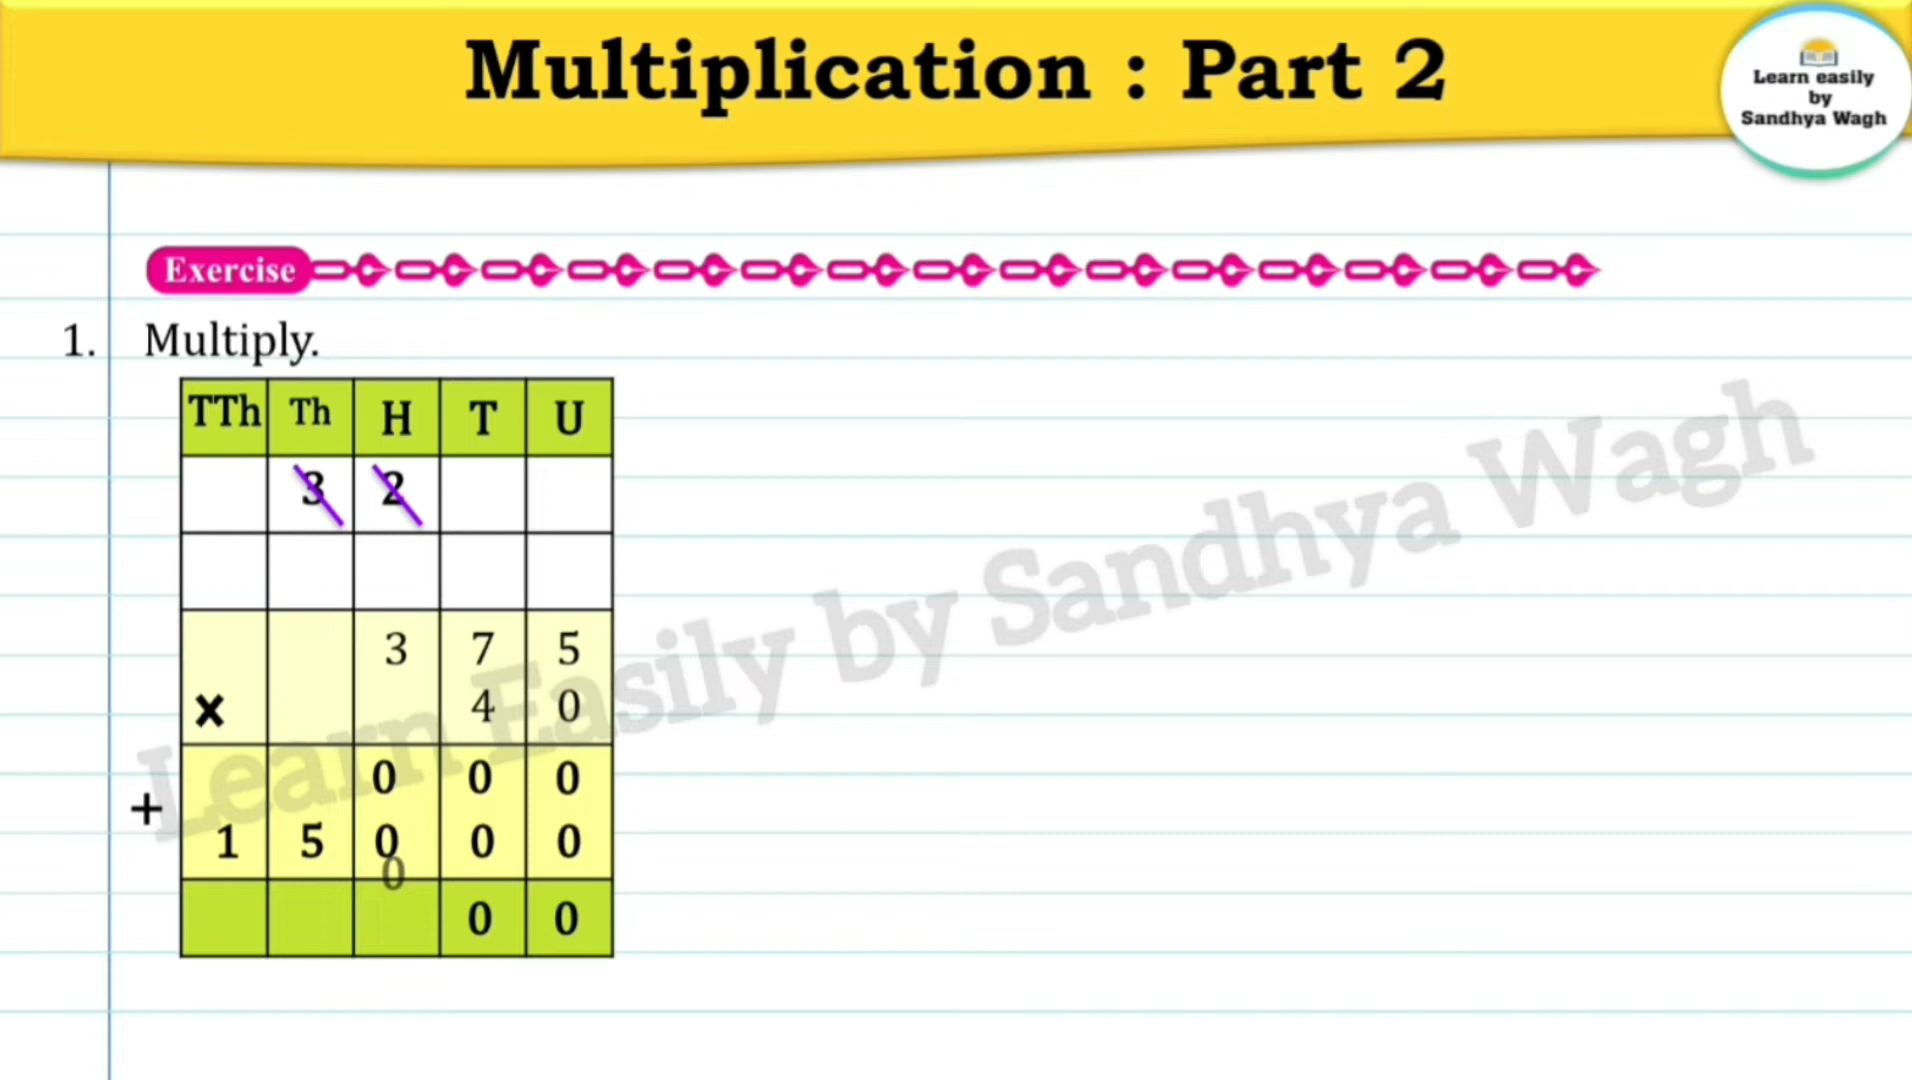 Multiplication : Part 2
Learn easily
by
Sandhya Wagh
Exercise
1. Multiply.
TTh Th H T U
3 2
3 7 5
× 4 0
0 0 0
+
1 5 0 0 0
0
0 0
Learn Easily by Sandhya Wagh